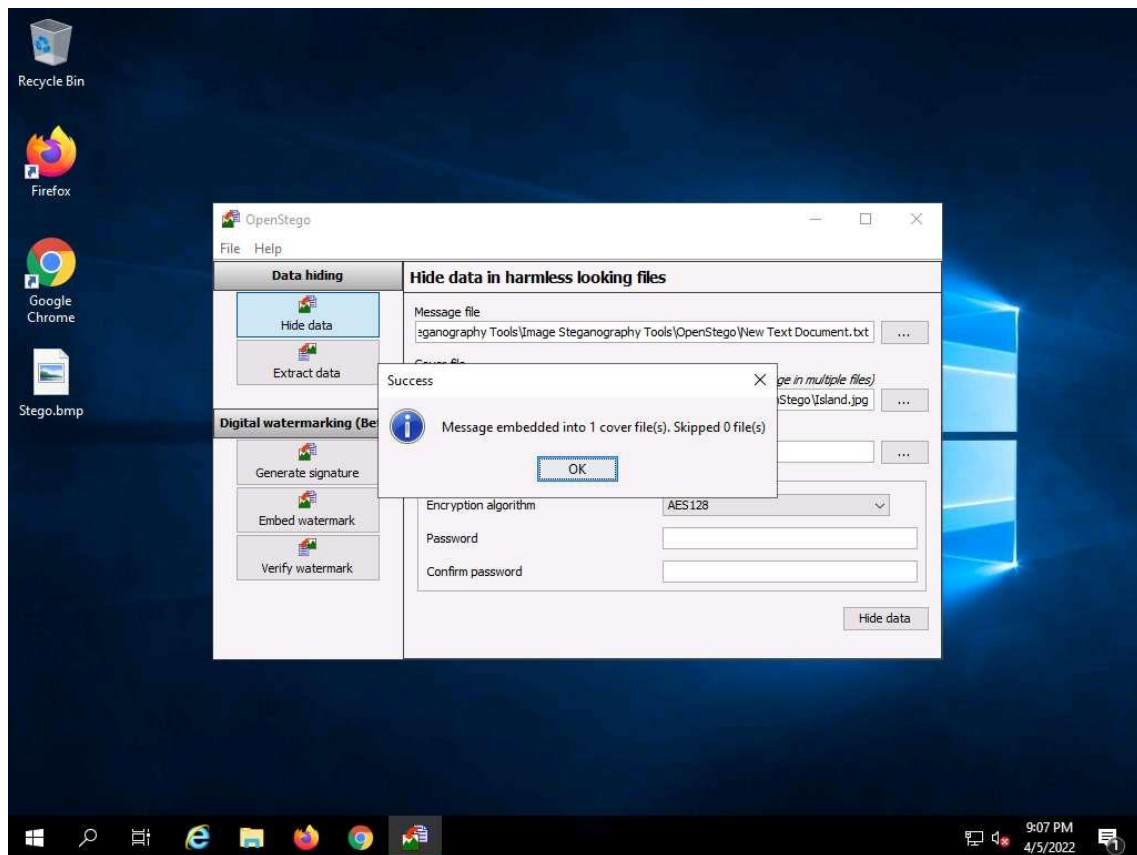 Recycle Bin
Firefox
Google
Chrome
Stego.bmp
OpenStego
File Help
Data hiding
Hide data
Extract data
Digital watermarking (Be
Generate signature
Embed watermark
Verify watermark
Hide data in harmless looking files
Message file
eganography Tools\Image Steganography Tools\OpenStego\New Text Document.txt
...
Cover file
ge in multiple files)
Stego\Island.jpg
...
...
Success
Message embedded into 1 cover file(s). Skipped 0 file(s)
OK
Encryption algorithm
AES128
Password
Confirm password
Hide data
9:07 PM
4/5/2022
1